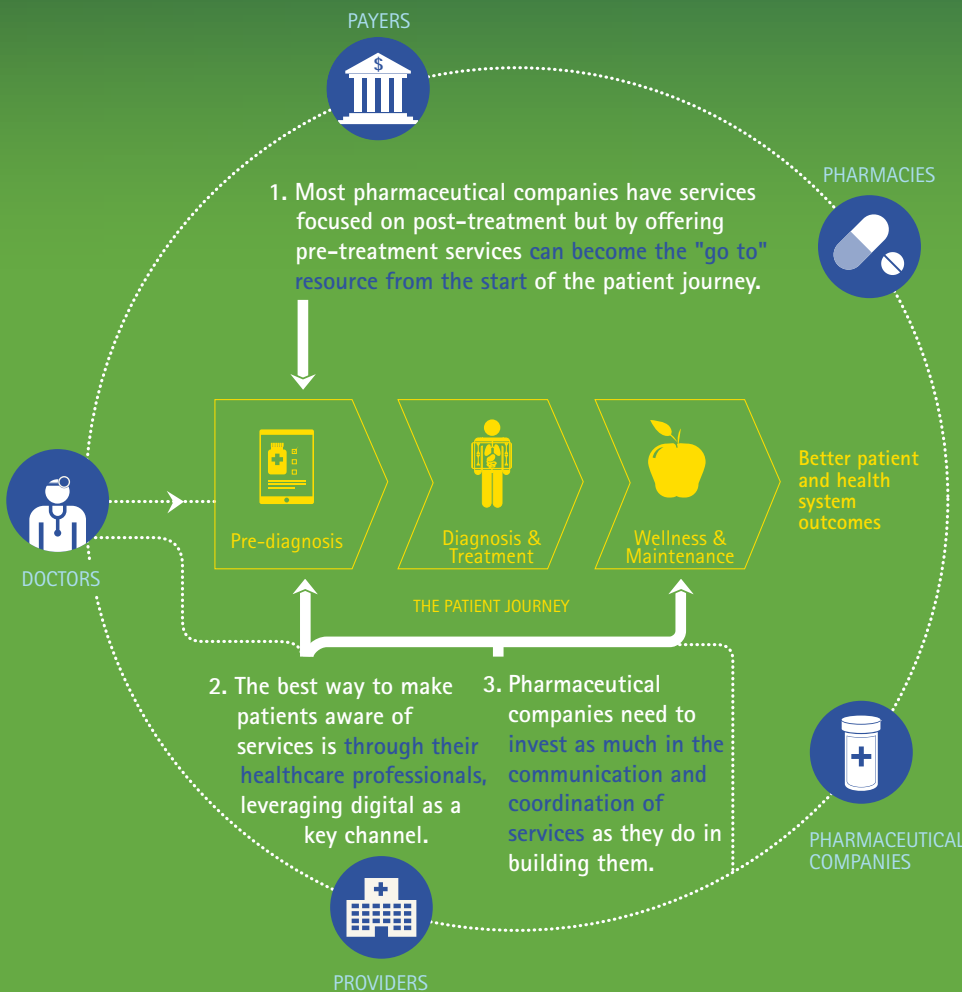 PAYERS
$
PHARMACIES
1. Most pharmaceutical companies have services
focused on post-treatment but by offering
pre-treatment services can become the "go to"
resource from the start of the patient journey.
Pre-diagnosis
Diagnosis &
Treatment
Wellness &
Maintenance
Better patient
and health
system
outcomes
DOCTORS
THE PATIENT JOURNEY
2. The best way to make
patients aware of
services is through their
healthcare professionals,
leveraging digital as a
key channel.
3. Pharmaceutical
companies need to
invest as much in the
communication and
coordination of
services as they do in
building them.
PHARMACEUTICAL
COMPANIES
PROVIDERS